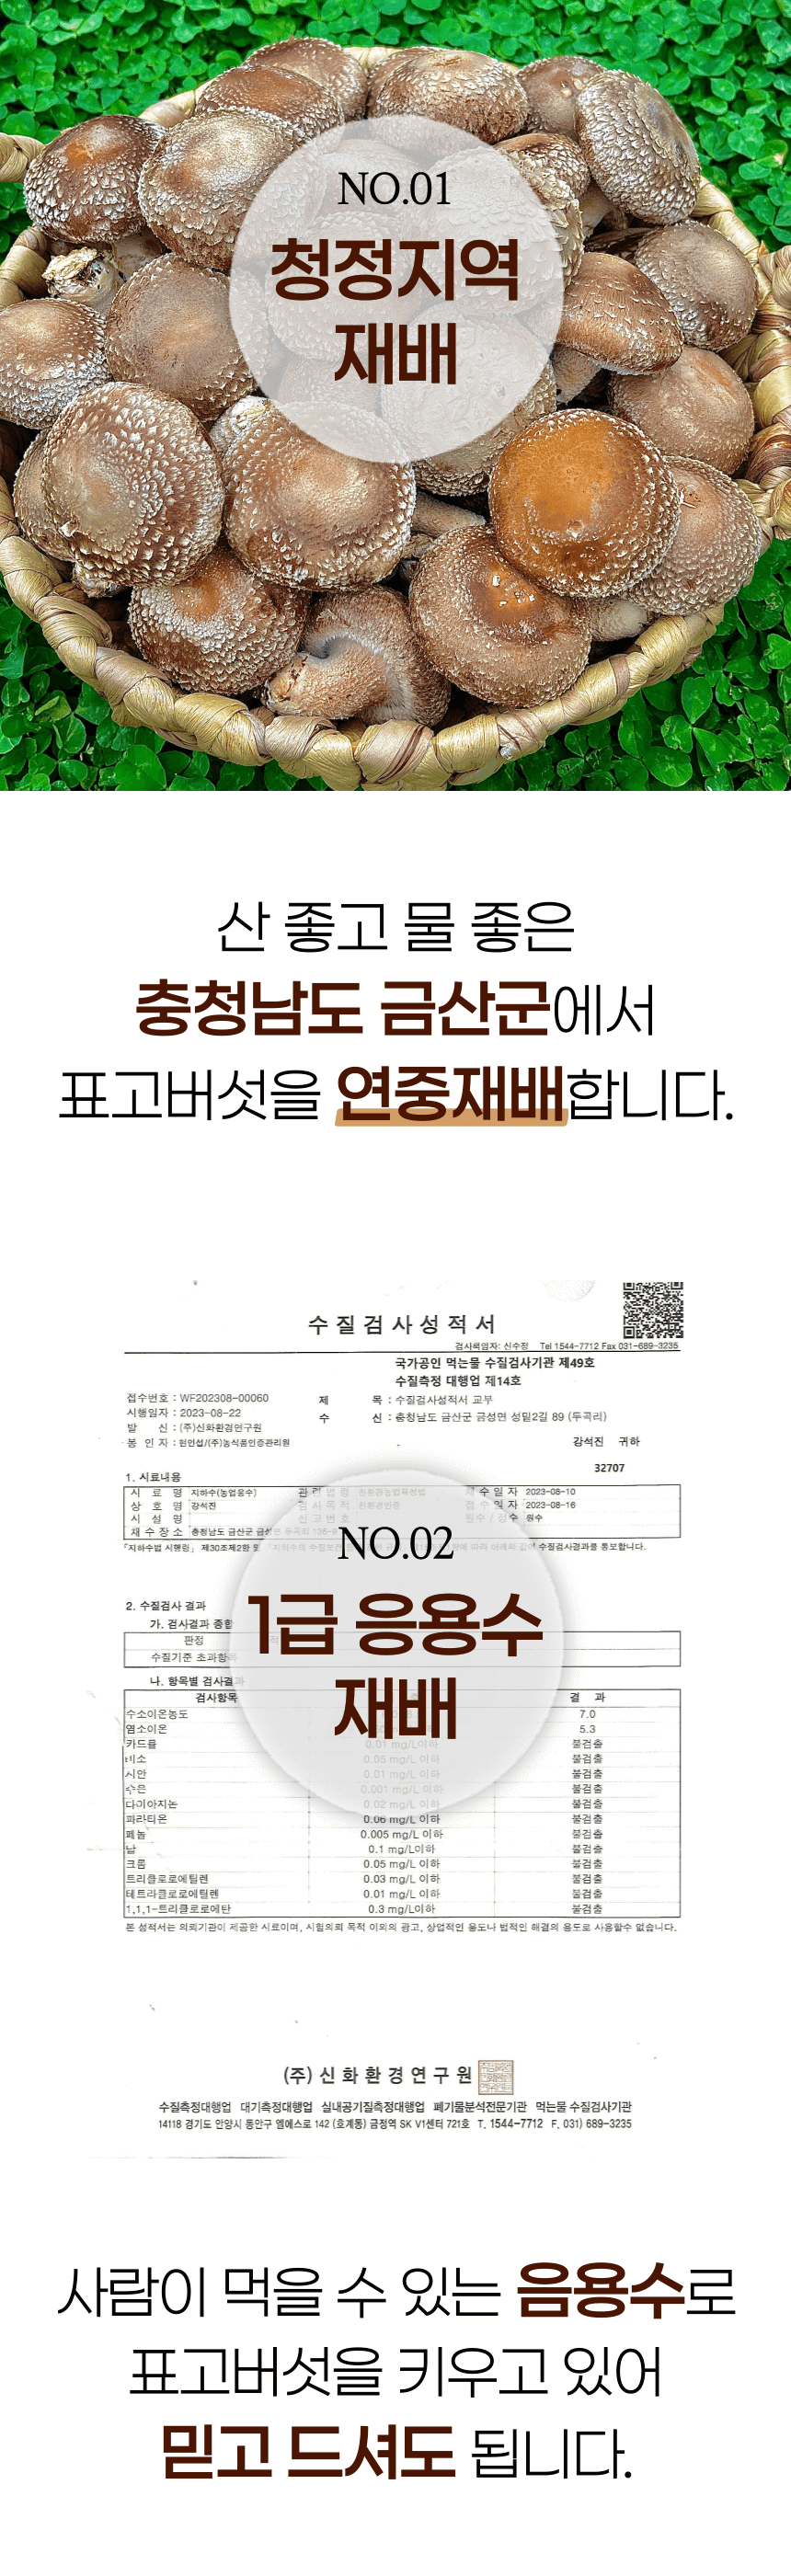 NO.01
청정지역
재배
산 좋고 물 좋은
충청남도 금산군에서
표고버섯을 연중재배합니다.
수 질 검 사 성 적 서
검사책임자: 신수정 Tel 1544-7712 Fax 031-689-3235
국가공인 먹는물 수질검사기관 제49호
수질측정 대행업 제14호
접수번호 : WF202308-00060 제 목 : 수질검사성적서 교부
시행일자 : 2023-08-22 수 신 : 충청남도 금산군 금성면 성밑2길 89 (두곡리)
발 신 : (주)신화환경연구원
봉 인 자 : 헌안섭/(주)농식품인증관리원 강석진 귀하
32707
1. 시료내용
시 료 명 지하수(농업용수) 관련법령 친환경농업육성법 채 수 일 자 2023-08-10
상 호 명 강석진 검사목적 친환경인증 접 수 일 자 2023-08-16
시 설 명 신고번호 원수 / 정수 원수
채 수 장 소 충청남도 금산군 금성면 두곡리 136-
「지하수법 시행령」 제30조제2항 및 「지하수의 수질보전 에 따라 아래와 같이 수질검사결과를 통보합니다.
NO.02
1급 응용수
재배
2. 수질검사 결과
가. 검사결과 종합
판정
수질기준 초과항목
나. 항목별 검사결과
검사항목 결 과
수소이온농도 7.0
염소이온 5.3
카드뮴 0.01 mg/L이하 불검출
비소 0.05 mg/L 이하 불검출
시안 0.01 mg/L 이하 불검출
수은 0.001 mg/L 이하 불검출
다이아지논 0.02 mg/L 이하 불검출
파라티온 0.06 mg/L 이하 불검출
페놀 0.005 mg/L 이하 불검출
납 0.1 mg/L이하 불검출
크롬 0.05 mg/L 이하 불검출
트리클로로에틸렌 0.03 mg/L 이하 불검출
테트라클로로에틸렌 0.01 mg/L 이하 불검출
1,1,1-트리클로로에탄 0.3 mg/L이하 불검출
본 성적서는 의뢰기관이 제공한 시료이며, 시험의뢰 목적 이외의 광고, 상업적인 용도나 법적인 해결의 용도로 사용할수 없습니다.
(주) 신 화 환 경 연 구 원
수질측정대행업 대기측정대행업 실내공기질측정대행업 폐기물분석전문기관 먹는물 수질검사기관
14118 경기도 안양시 동안구 엘에스로 142 (호계동) 금정역 SK V1센터 721호 T. 1544-7712 F. 031) 689-3235
사람이 먹을 수 있는 음용수로
표고버섯을 키우고 있어
믿고 드셔도 됩니다.